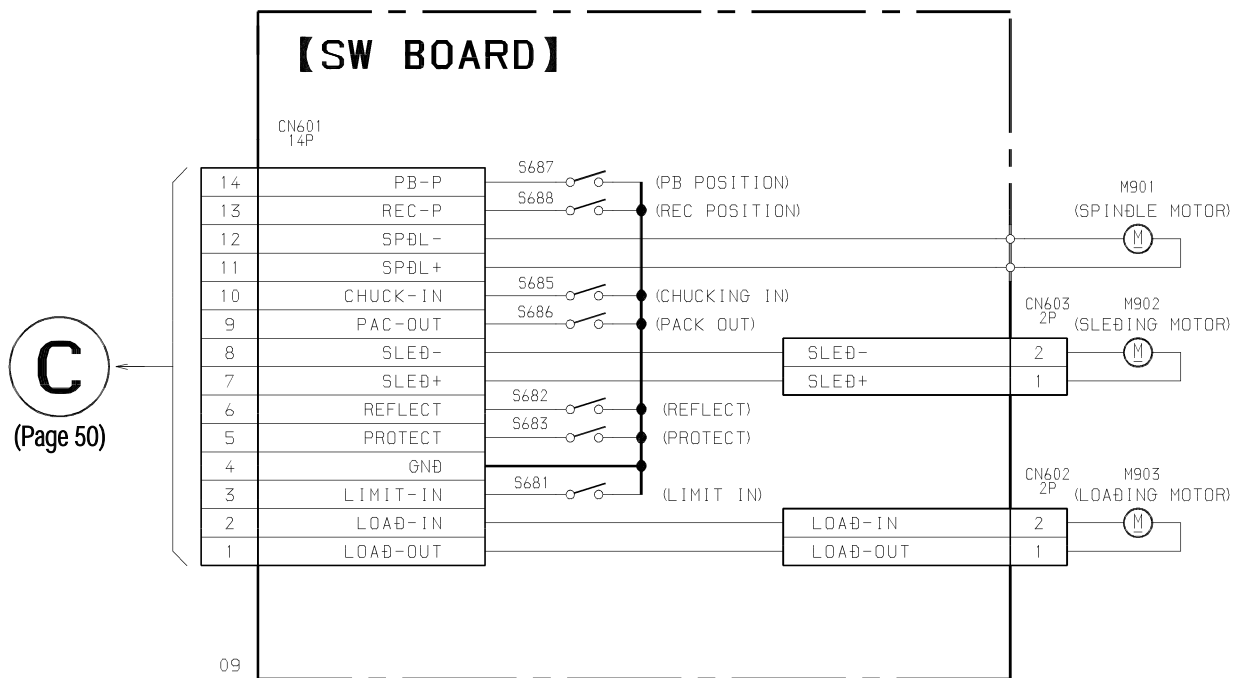 【SW BOARD】
CN601
14P
14 PB-P S687 (PB POSITION)
13 REC-P S688 (REC POSITION)
12 SPDL-
11 SPDL+
10 CHUCK-IN S685 (CHUCKING IN)
9 PAC-OUT S686 (PACK OUT)
8 SLED-
7 SLED+
6 REFLECT S682 (REFLECT)
5 PROTECT S683 (PROTECT)
4 GND
3 LIMIT-IN S681 (LIMIT IN)
2 LOAD-IN
1 LOAD-OUT
M901
(SPINDLE MOTOR)
M
CN603
2P
M902
(SLEDING MOTOR)
SLED- 2 M
SLED+ 1
CN602
2P
M903
(LOADING MOTOR)
LOAD-IN 2 M
LOAD-OUT 1
C
(Page 50)
09